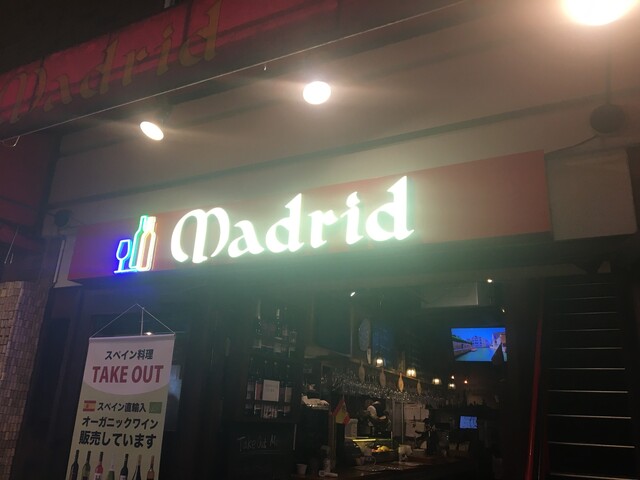 Madrid
Madrid
スペイン料理
TAKE OUT
スペイン直輸入
オーガニックワイン
販売しています